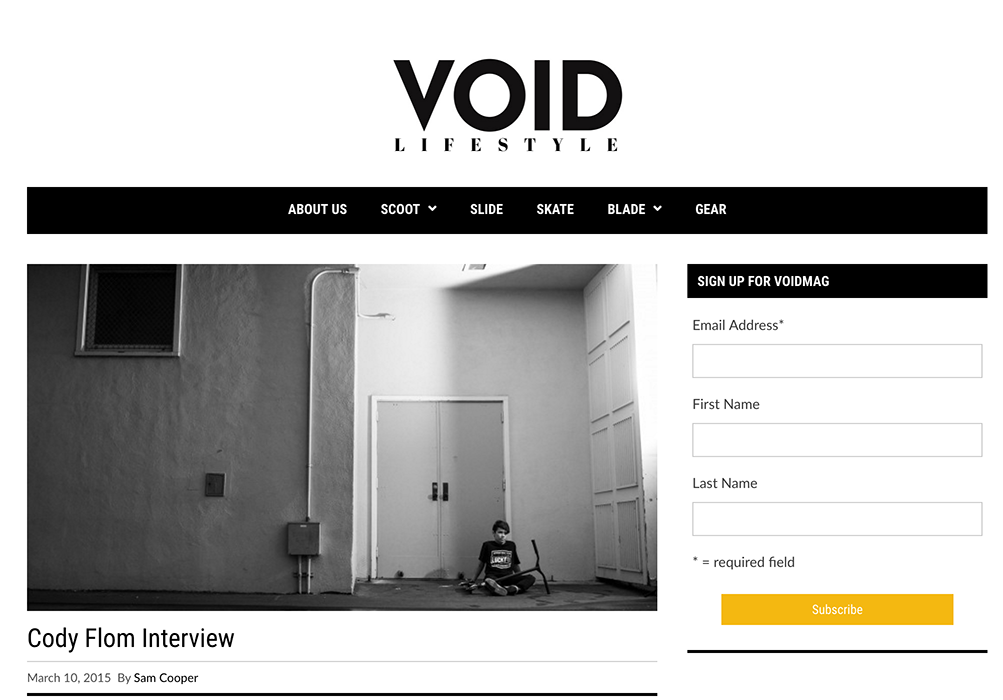 VOID
LIFESTYLE
ABOUT US SCOOT SLIDE SKATE BLADE GEAR
LUCKY
SIGN UP FOR VOIDMAG
Email Address*
First Name
Last Name
* = required field
Subscribe
Cody Flom Interview
March 10, 2015 By Sam Cooper